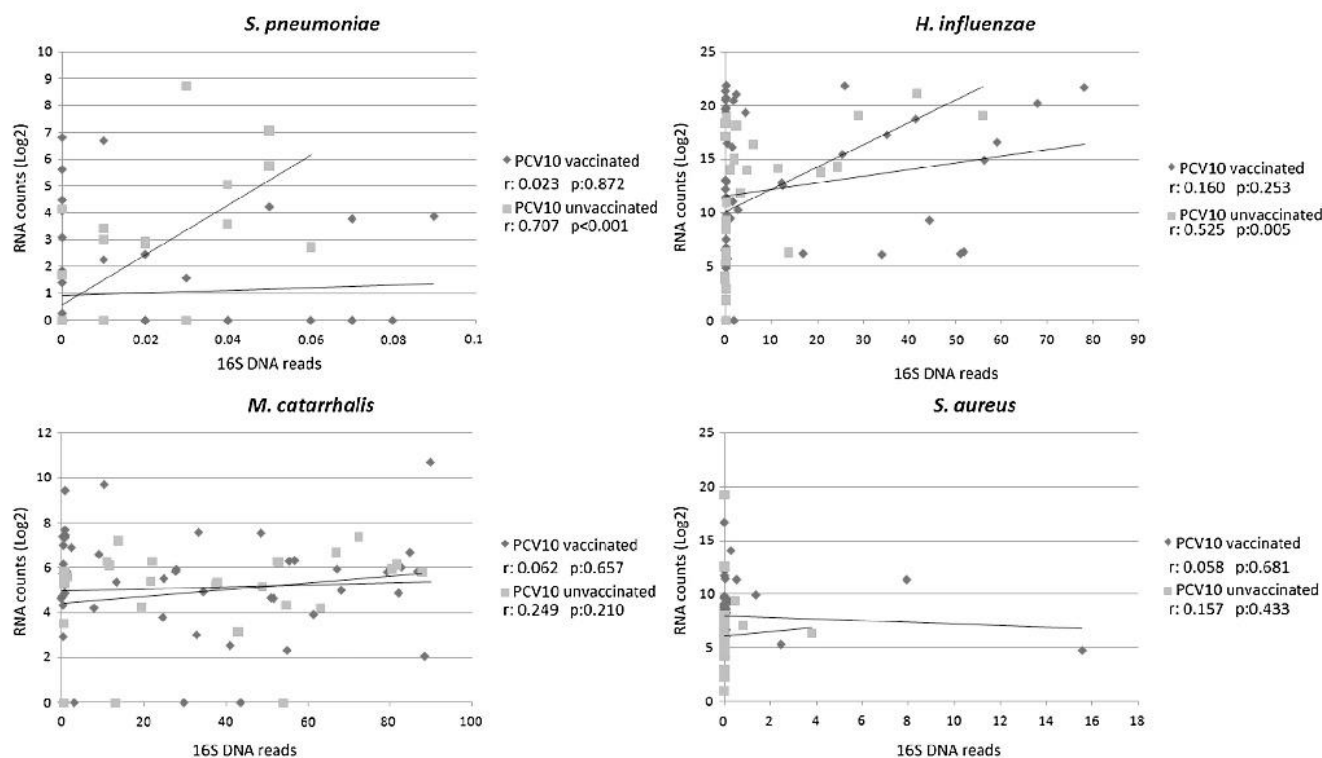 S. pneumoniae
RNA counts (Log2)
10
9
8
7
6
5
4
3
2
1
0
0
0.02
0.04
0.06
0.08
0.1
16S DNA reads
PCV10 vaccinated
r: 0.023 p:0.872
PCV10 unvaccinated
r: 0.707 p<0.001
H. influenzae
RNA counts (Log2)
25
20
15
10
5
0
0
10
20
30
40
50
60
70
80
90
16S DNA reads
PCV10 vaccinated
r: 0.160 p:0.253
PCV10 unvaccinated
r: 0.525 p:0.005
M. catarrhalis
RNA counts (Log2)
12
10
8
6
4
2
0
0
20
40
60
80
100
16S DNA reads
PCV10 vaccinated
r: 0.062 p:0.657
PCV10 unvaccinated
r: 0.249 p:0.210
S. aureus
RNA counts (Log2)
25
20
15
10
5
0
0
2
4
6
8
10
12
14
16
18
16S DNA reads
PCV10 vaccinated
r: 0.058 p:0.681
PCV10 unvaccinated
r: 0.157 p:0.433